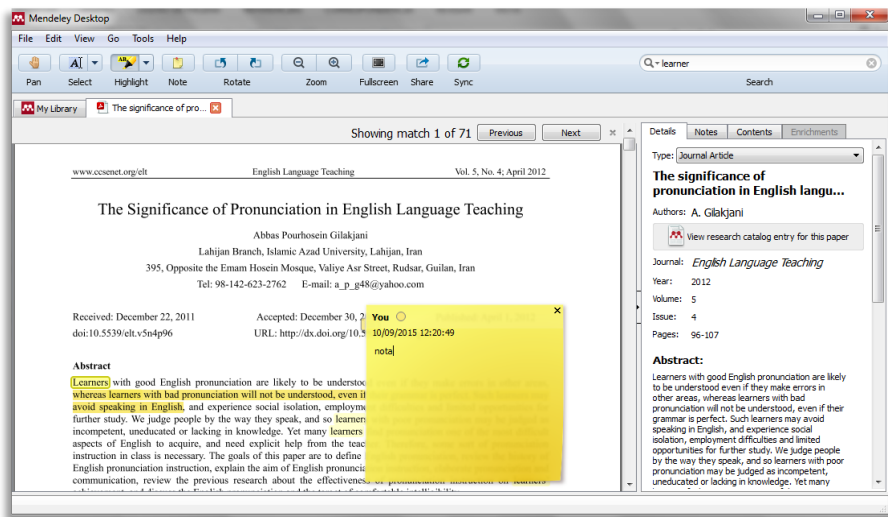 Mendeley Desktop
File Edit View Go Tools Help
Pan Select Highlight Note Rotate Zoom Fullscreen Share Sync
learner
Search
My Library The significance of pro...
Showing match 1 of 71 Previous Next
www.ccsenet.org/elt English Language Teaching Vol. 5, No. 4; April 2012
The Significance of Pronunciation in English Language Teaching
Abbas Pourhosein Gilakjani
Lahijan Branch, Islamic Azad University, Lahijan, Iran
395, Opposite the Emam Hosein Mosque, Valiye Asr Street, Rudsar, Guilan, Iran
Tel: 98-142-623-2762 E-mail: a_p_g48@yahoo.com
Received: December 22, 2011 Accepted: December 30, 2
doi:10.5539/elt.v5n4p96 URL: http://dx.doi.org/10.5
You
10/09/2015 12:20:49
nota
Abstract
Learners with good English pronunciation are likely to be understood
whereas learners with bad pronunciation will not be understood, even if
avoid speaking in English, and experience social isolation, employm
further study. We judge people by the way they speak, and so learners
incompetent, uneducated or lacking in knowledge. Yet many learners
aspects of English to acquire, and need explicit help from the teac
instruction in class is necessary. The goals of this paper are to define
English pronunciation instruction, explain the aim of English pronuncia
communication, review the previous research about the effectiveness of pronunciation instruction on learners
Details Notes Contents Enrichments
Type: Journal Article
The significance of
pronunciation in English langu...
Authors: A. Gilakjani
View research catalog entry for this paper
Journal: English Language Teaching
Year: 2012
Volume: 5
Issue: 4
Pages: 96-107
Abstract:
Learners with good English pronunciation are likely
to be understood even if they make errors in
other areas, whereas learners with bad
pronunciation will not be understood, even if their
grammar is perfect. Such learners may avoid
speaking in English, and experience social
isolation, employment difficulties and limited
opportunities for further study. We judge people
by the way they speak, and so learners with poor
pronunciation may be judged as incompetent,
uneducated or lacking in knowledge. Yet many